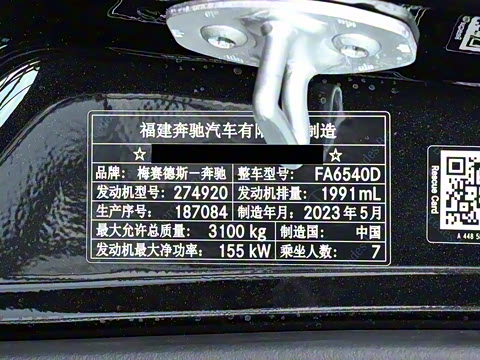 福建奔驰汽车有限 制造
☆ ☆
品牌: 梅赛德斯—奔驰 整车型号: FA6540D
发动机型号: 274920 发动机排量: 1991mL
生产序号: 187084 制造年月: 2023年5月
最大允许总质量: 3100 kg 制造国: 中国
发动机最大净功率: 155 kW 乘坐人数: 7
Rescue Card